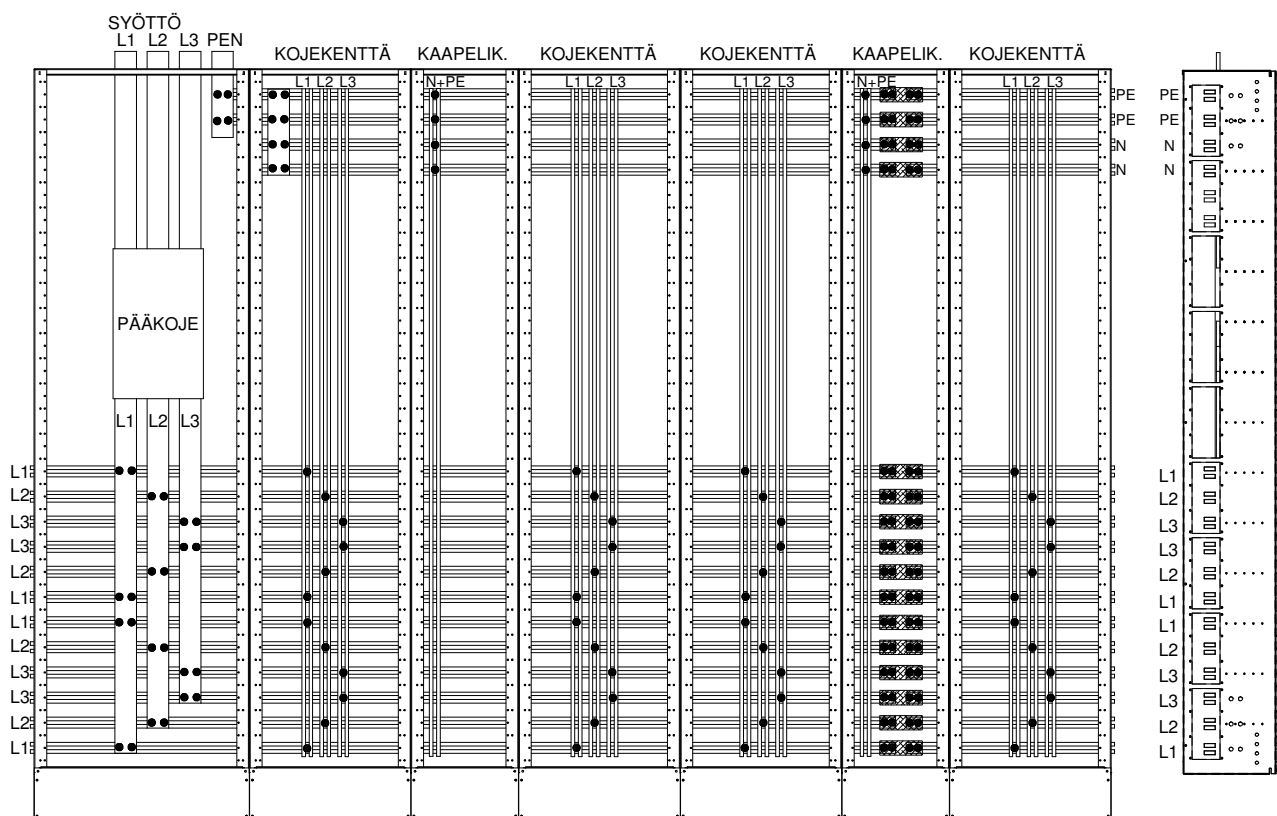 SYÖTTÖ
L1 L2 L3 PEN
KOJEKENTTÄ KAAPELIK. KOJEKENTTÄ KOJEKENTTÄ KAAPELIK. KOJEKENTTÄ
L1 L2 L3 N+PE L1 L2 L3 L1 L2 L3 N+PE L1 L2 L3
PE PE
PE PE
N N
N N
PÄÄKOJE
L1 L2 L3
L1 L1
L2 L2
L3 L3
L3 L3
L2 L2
L1 L1
L1 L1
L2 L2
L3 L3
L3 L3
L2 L2
L1 L1